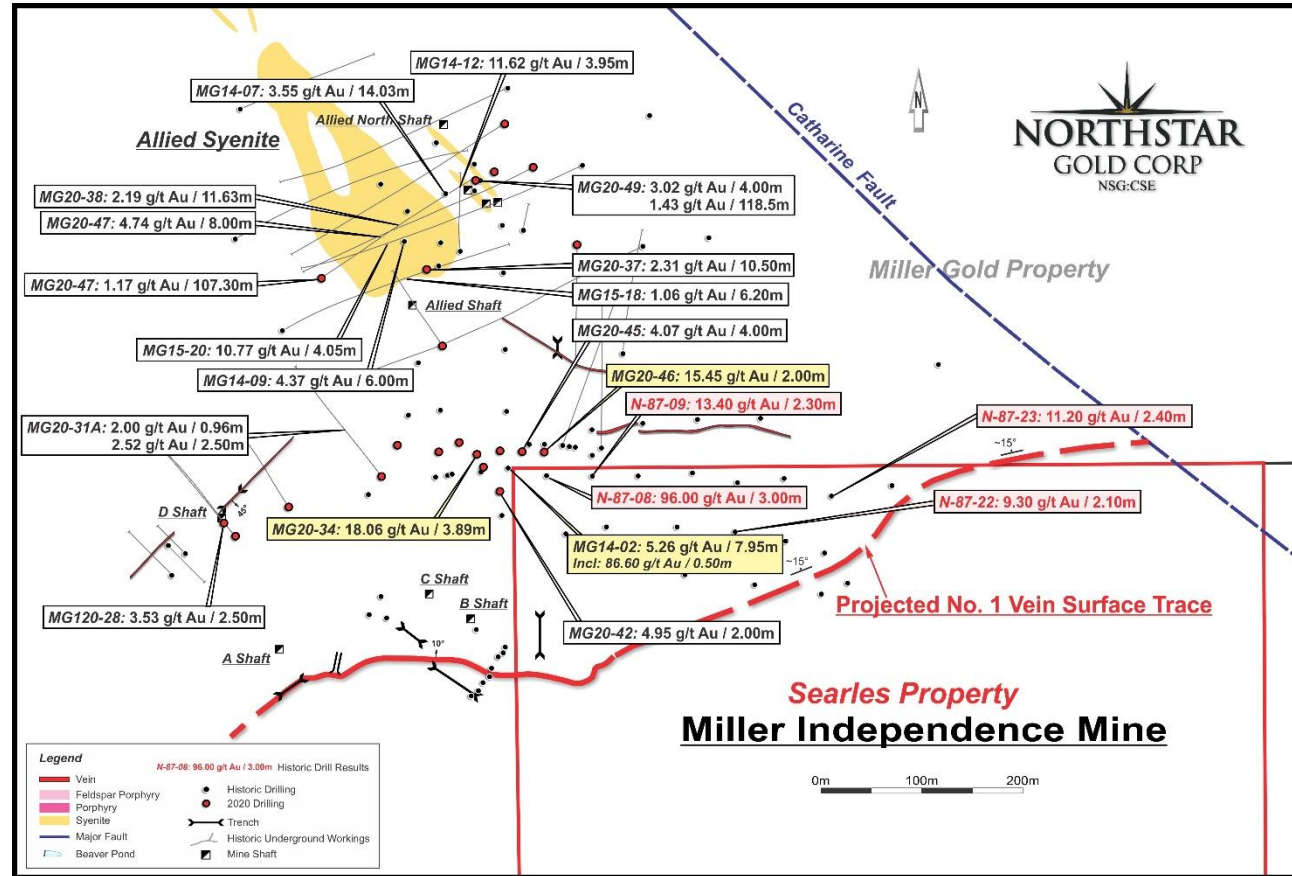 MG14-12: 11.62 g/t Au / 3.95m
MG14-07: 3.55 g/t Au / 14.03m
Allied North Shaft
Allied Syenite
N
Catharine Fault
NORTHSTAR
GOLD CORP
NSG:CSE
MG20-38: 2.19 g/t Au / 11.63m
MG20-47: 4.74 g/t Au / 8.00m
MG20-49: 3.02 g/t Au / 4.00m
1.43 g/t Au / 118.5m
MG20-47: 1.17 g/t Au / 107.30m
MG20-37: 2.31 g/t Au / 10.50m
Miller Gold Property
MG15-18: 1.06 g/t Au / 6.20m
Allied Shaft
MG20-45: 4.07 g/t Au / 4.00m
MG15-20: 10.77 g/t Au / 4.05m
MG14-09: 4.37 g/t Au / 6.00m
MG20-46: 15.45 g/t Au / 2.00m
N-87-09: 13.40 g/t Au / 2.30m
N-87-23: 11.20 g/t Au / 2.40m
MG20-31A: 2.00 g/t Au / 0.96m
2.52 g/t Au / 2.50m
~15°
N-87-08: 96.00 g/t Au / 3.00m
N-87-22: 9.30 g/t Au / 2.10m
D Shaft
45°
MG20-34: 18.06 g/t Au / 3.89m
MG14-02: 5.26 g/t Au / 7.95m
Incl: 86.60 g/t Au / 0.50m
~15°
C Shaft
B Shaft
Projected No. 1 Vein Surface Trace
MG120-28: 3.53 g/t Au / 2.50m
MG20-42: 4.95 g/t Au / 2.00m
A Shaft
10°
Searles Property
Miller Independence Mine
0m 100m 200m
Legend
N-87-08: 96.00 g/t Au / 3.00m Historic Drill Results
Vein
Feldspar Porphyry
Porphyry
Syenite
Major Fault
Beaver Pond
Historic Drilling
2020 Drilling
Trench
Historic Underground Workings
Mine Shaft